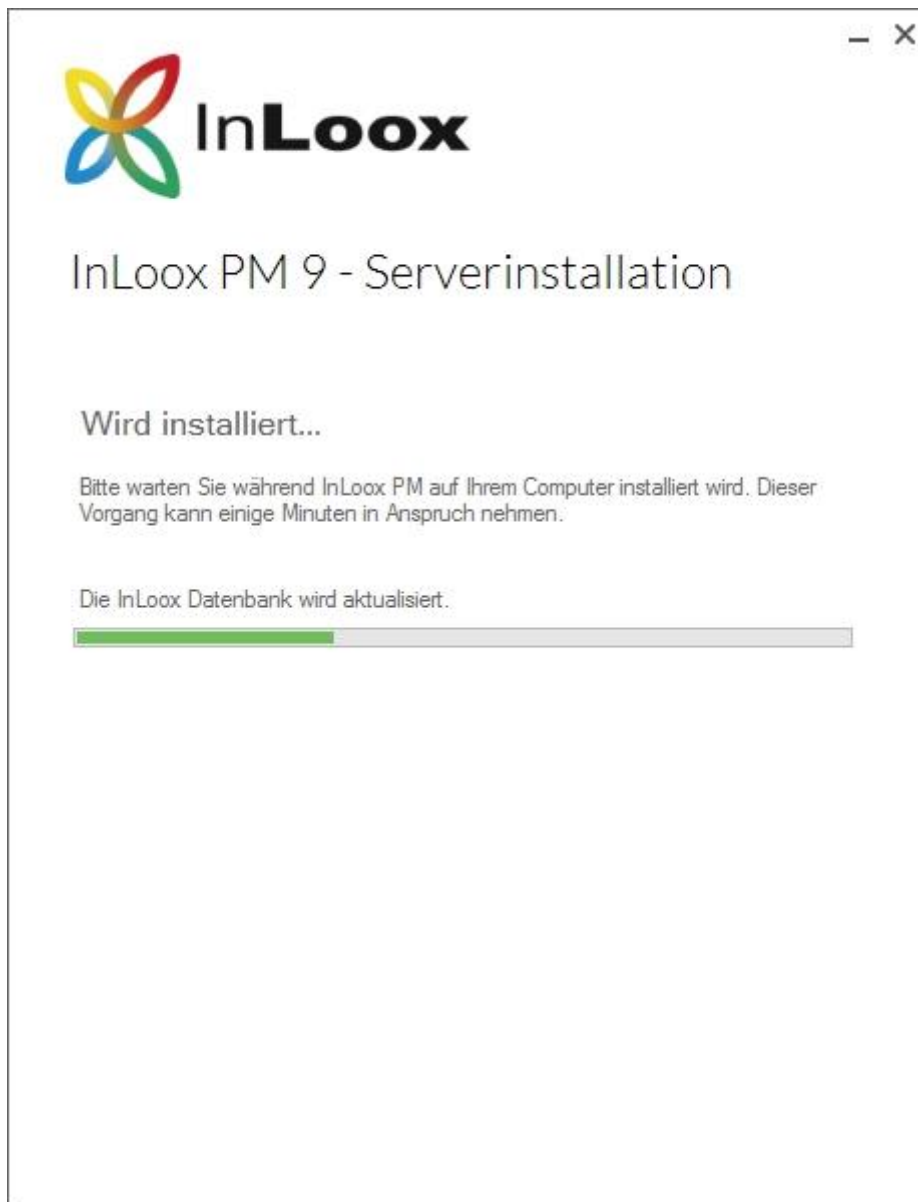 InLoox
InLoox PM 9 - Serverinstallation
Wird installiert...
Bitte warten Sie während InLoox PM auf Ihrem Computer installiert wird. Dieser
Vorgang kann einige Minuten in Anspruch nehmen.
Die InLoox Datenbank wird aktualisiert.